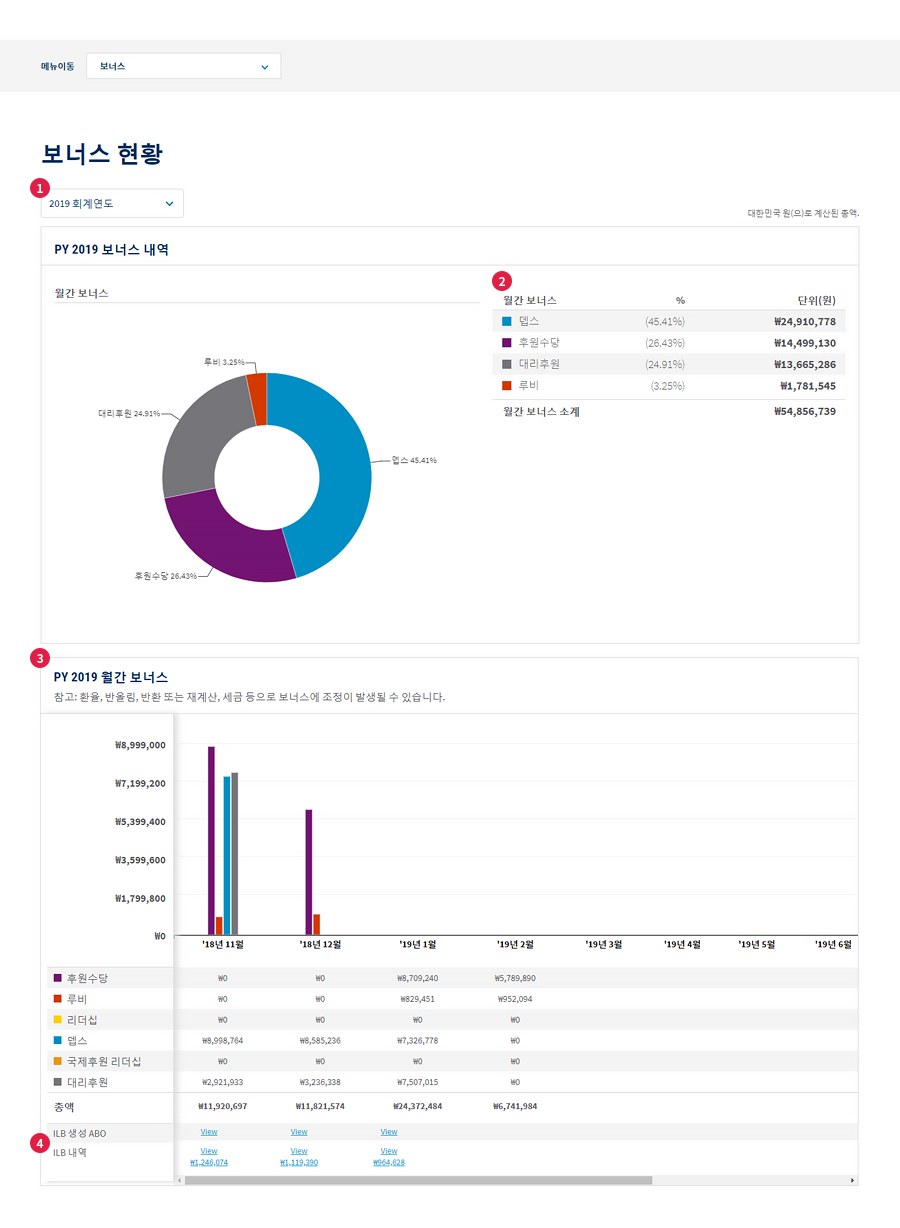 메뉴이동 보너스
보너스 현황
1
2019 회계연도
대한민국 원(으)로 계산된 총액.
PY 2019 보너스 내역
월간 보너스
루비 3.25%
대리후원 24.91%
뎁스 45.41%
후원수당 26.43%
2
월간 보너스 % 단위(원)
뎁스 (45.41%) ₩24,910,778
후원수당 (26.43%) ₩14,499,130
대리후원 (24.91%) ₩13,665,286
루비 (3.25%) ₩1,781,545
월간 보너스 소계 ₩54,856,739
3
PY 2019 월간 보너스
참고: 환율, 반올림, 반환 또는 재계산, 세금 등으로 보너스에 조정이 발생될 수 있습니다.
₩8,999,000
₩7,199,200
₩5,399,400
₩3,599,600
₩1,799,800
₩0
'18년 11월 '18년 12월 '19년 1월 '19년 2월 '19년 3월 '19년 4월 '19년 5월 '19년 6월
후원수당 ₩0 ₩0 ₩8,709,240 ₩5,789,890
루비 ₩0 ₩0 ₩829,451 ₩952,094
리더십 ₩0 ₩0 ₩0 ₩0
뎁스 ₩8,998,764 ₩8,585,236 ₩7,326,778 ₩0
국제후원 리더십 ₩0 ₩0 ₩0 ₩0
대리후원 ₩2,921,933 ₩3,236,338 ₩7,507,015 ₩0
총액 ₩11,920,697 ₩11,821,574 ₩24,372,484 ₩6,741,984
4
ILB 생성 ABO View View View
ILB 내역 View View View
₩1,246,074 ₩1,119,390 ₩964,628